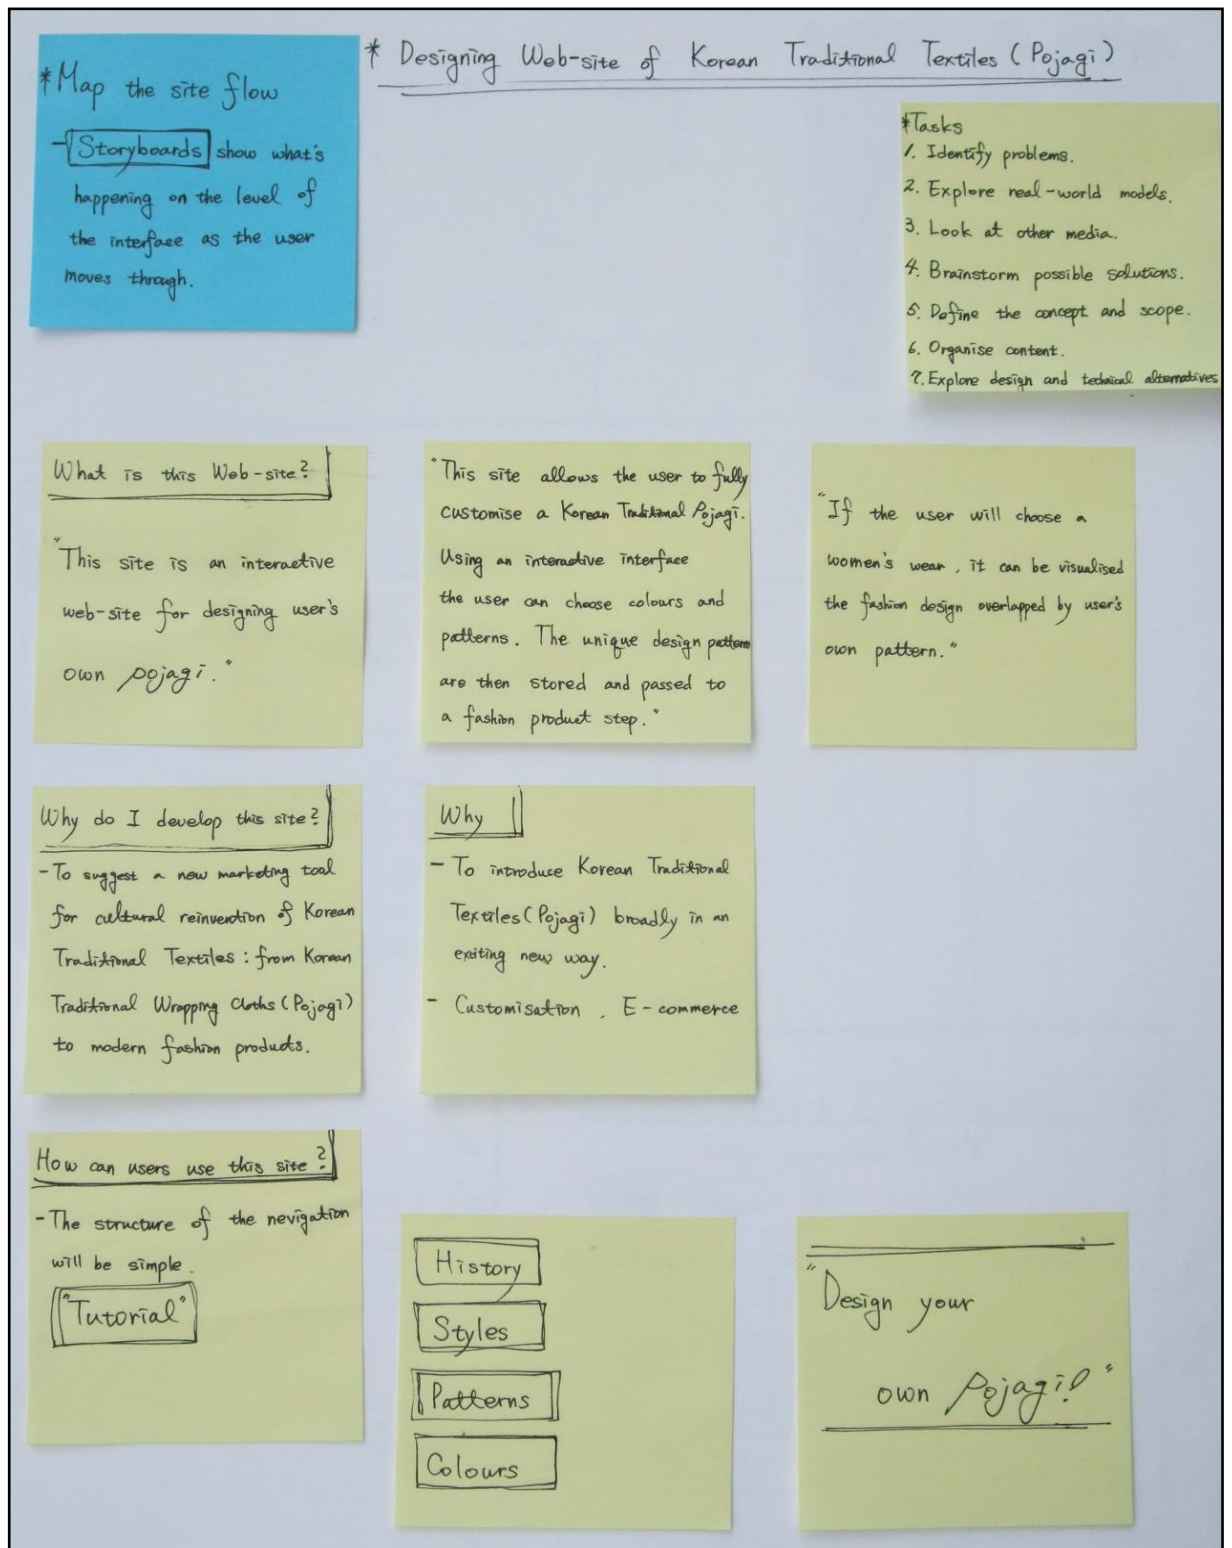 * Designing Web-site of Korean Traditional Textiles (Pojagi)
*Map the site flow
- Storyboards show what's
happening on the level of
the interface as the user
moves through.
*Tasks
1. Identify problems.
2. Explore real-world models.
3. Look at other media.
4. Brainstorm possible solutions.
5. Define the concept and scope.
6. Organise content.
7. Explore design and technical alternatives
What is this Web-site?
"This site is an interactive
web-site for designing user's
own pojagi."
"This site allows the user to fully
customise a Korean Traditional Pojagi.
Using an interactive interface
the user can choose colours and
patterns. The unique design pattern
are then stored and passed to
a fashion product step."
"If the user will choose a
women's wear, it can be visualised
the fashion design overlapped by user's
own pattern."
Why do I develop this site?
- To suggest a new marketing tool
for cultural reinvention of Korean
Traditional Textiles : from Korean
Traditional Wrapping Cloths (Pojagi)
to modern fashion products.
Why
- To introduce Korean Traditional
Textiles (Pojagi) broadly in an
exiting new way.
- Customisation, E-commerce
How can users use this site?
- The structure of the nevigation
will be simple.
"Tutorial"
History
Styles
Patterns
Colours
"Design your
own Pojagi!"